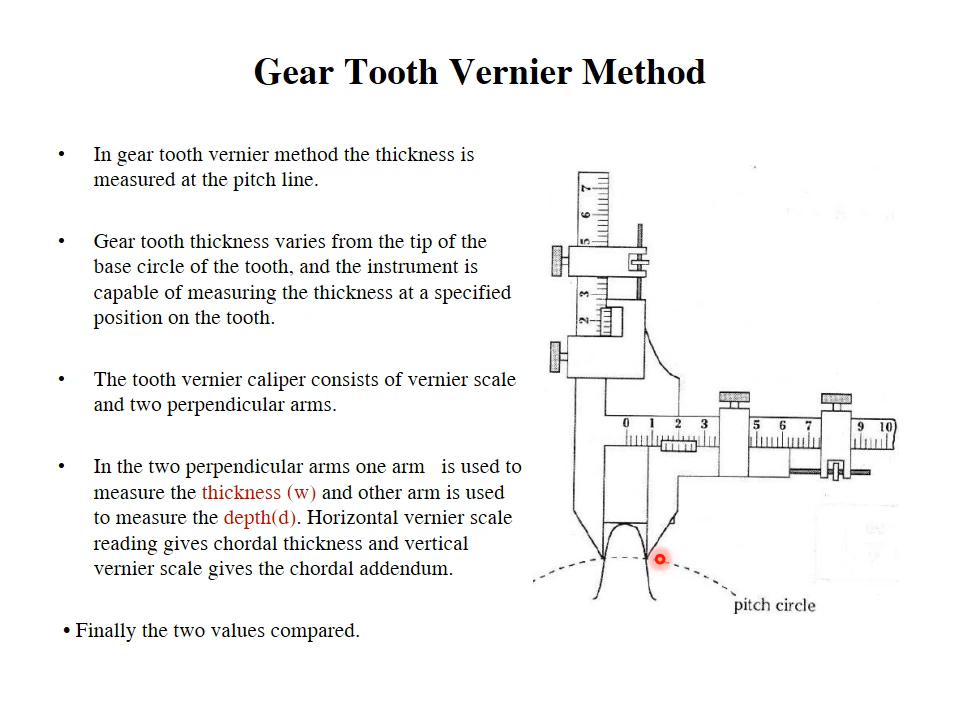 Gear Tooth Vernier Method
• In gear tooth vernier method the thickness is
measured at the pitch line.
• Gear tooth thickness varies from the tip of the
base circle of the tooth, and the instrument is
capable of measuring the thickness at a specified
position on the tooth.
• The tooth vernier caliper consists of vernier scale
and two perpendicular arms.
• In the two perpendicular arms one arm is used to
measure the thickness (w) and other arm is used
to measure the depth(d). Horizontal vernier scale
reading gives chordal thickness and vertical
vernier scale gives the chordal addendum.
• Finally the two values compared.
7
6
5
3
2
0 1 2 3 5 6 7 9 10
pitch circle